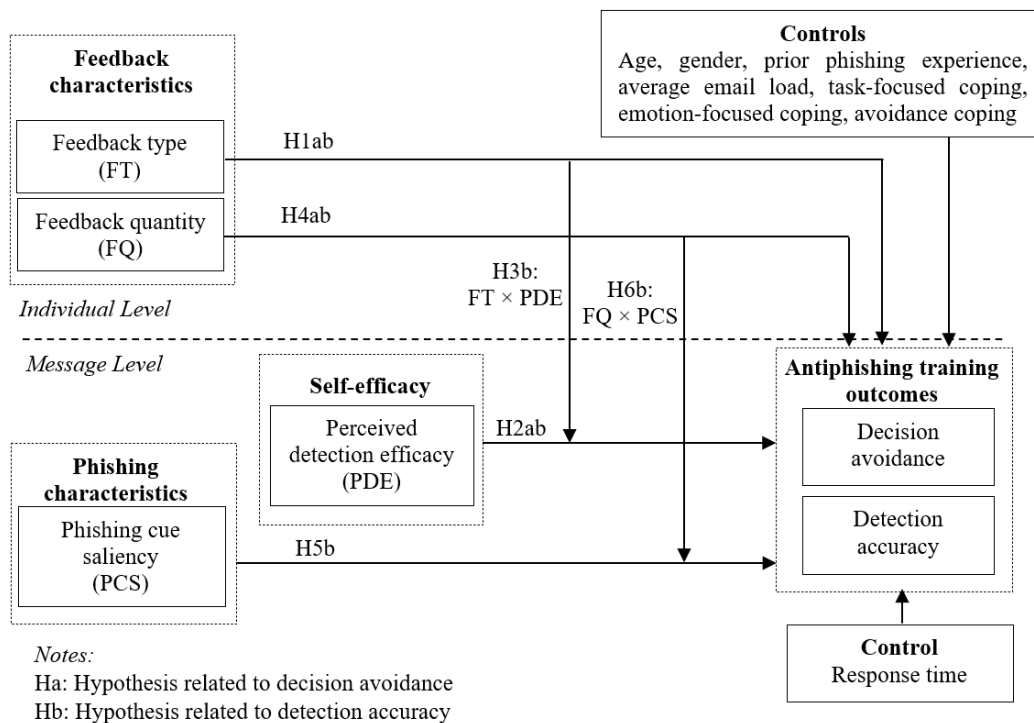 Feedback
characteristics
Feedback type
(FT)
Feedback quantity
(FQ)
Individual Level
Message Level
H1ab
H4ab
H3b:
FT × PDE
H6b:
FQ × PCS
Controls
Age, gender, prior phishing experience,
average email load, task-focused coping,
emotion-focused coping, avoidance coping
Self-efficacy
Perceived
detection efficacy
(PDE)
H2ab
Phishing
characteristics
Phishing cue
saliency
(PCS)
H5b
Antiphishing training
outcomes
Decision
avoidance
Detection
accuracy
Control
Response time
Notes:
Ha: Hypothesis related to decision avoidance
Hb: Hypothesis related to detection accuracy